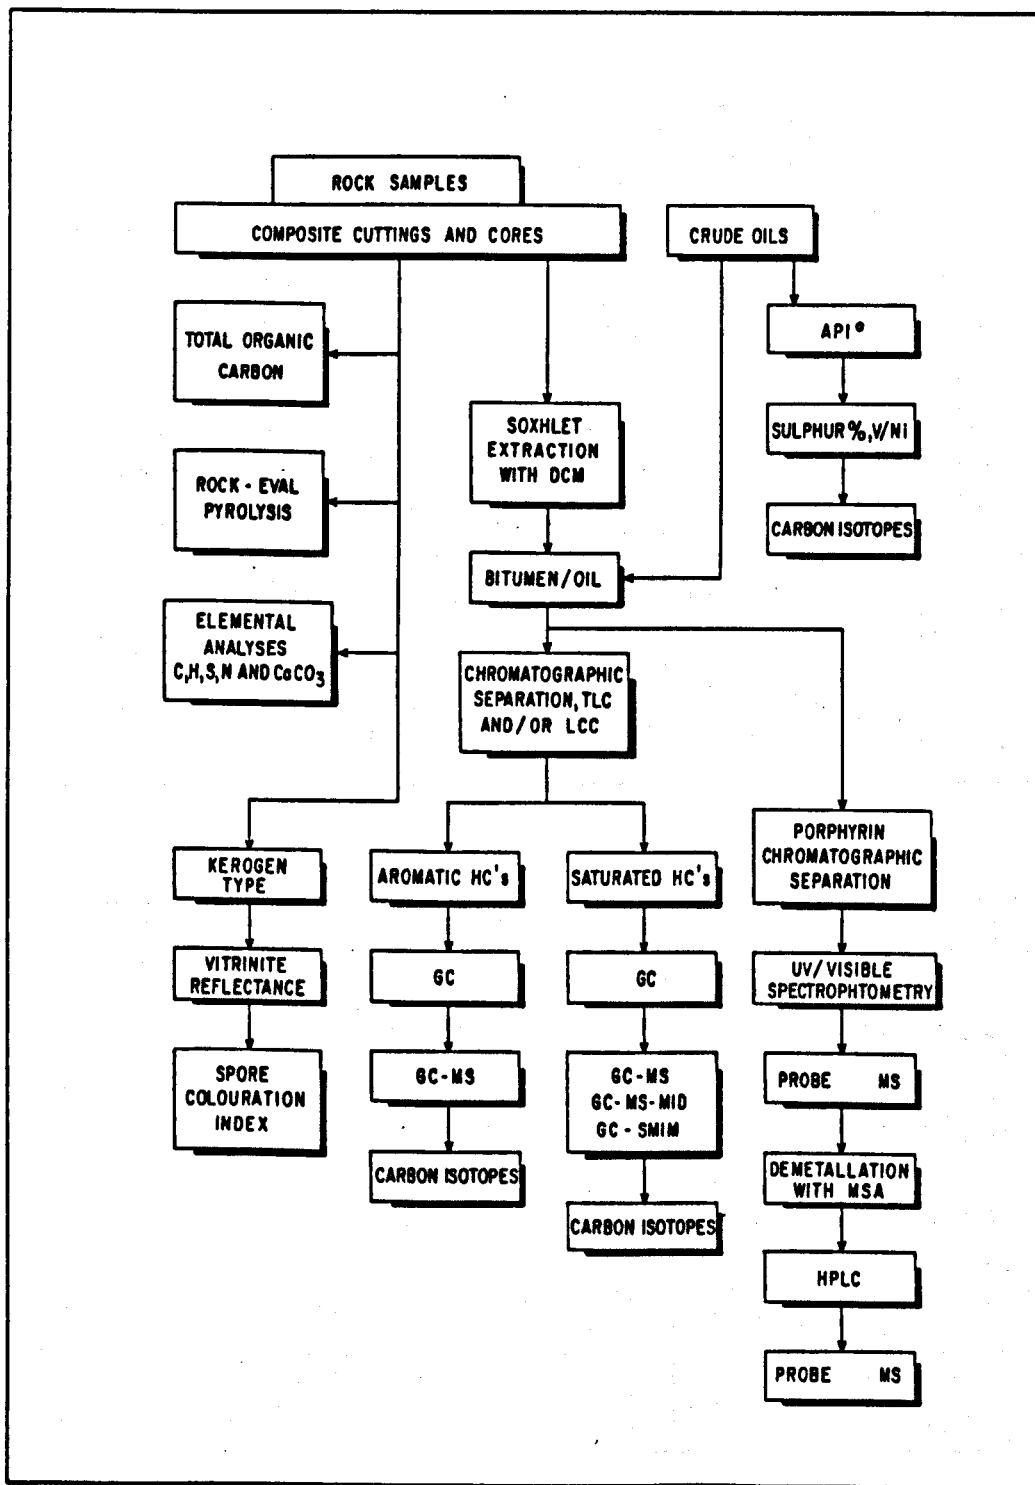 ROCK SAMPLES
COMPOSITE CUTTINGS AND CORES
CRUDE OILS
TOTAL ORGANIC
CARBON
ROCK - EVAL
PYROLYSIS
ELEMENTAL
ANALYSES
C,H,S,N AND CaCO3
SOXHLET
EXTRACTION
WITH DCM
BITUMEN/OIL
API°
SULPHUR%,V/Ni
CARBON ISOTOPES
CHROMATOGRAPHIC
SEPARATION, TLC
AND/OR LCC
KEROGEN
TYPE
VITRINITE
REFLECTANCE
SPORE
COLOURATION
INDEX
AROMATIC HC's
GC
GC-MS
CARBON ISOTOPES
SATURATED HC's
GC
GC-MS
GC-MS-MID
GC-SMIM
CARBON ISOTOPES
PORPHYRIN
CHROMATOGRAPHIC
SEPARATION
UV/VISIBLE
SPECTROPHTOMETRY
PROBE MS
DEMETALLATION
WITH MSA
HPLC
PROBE MS